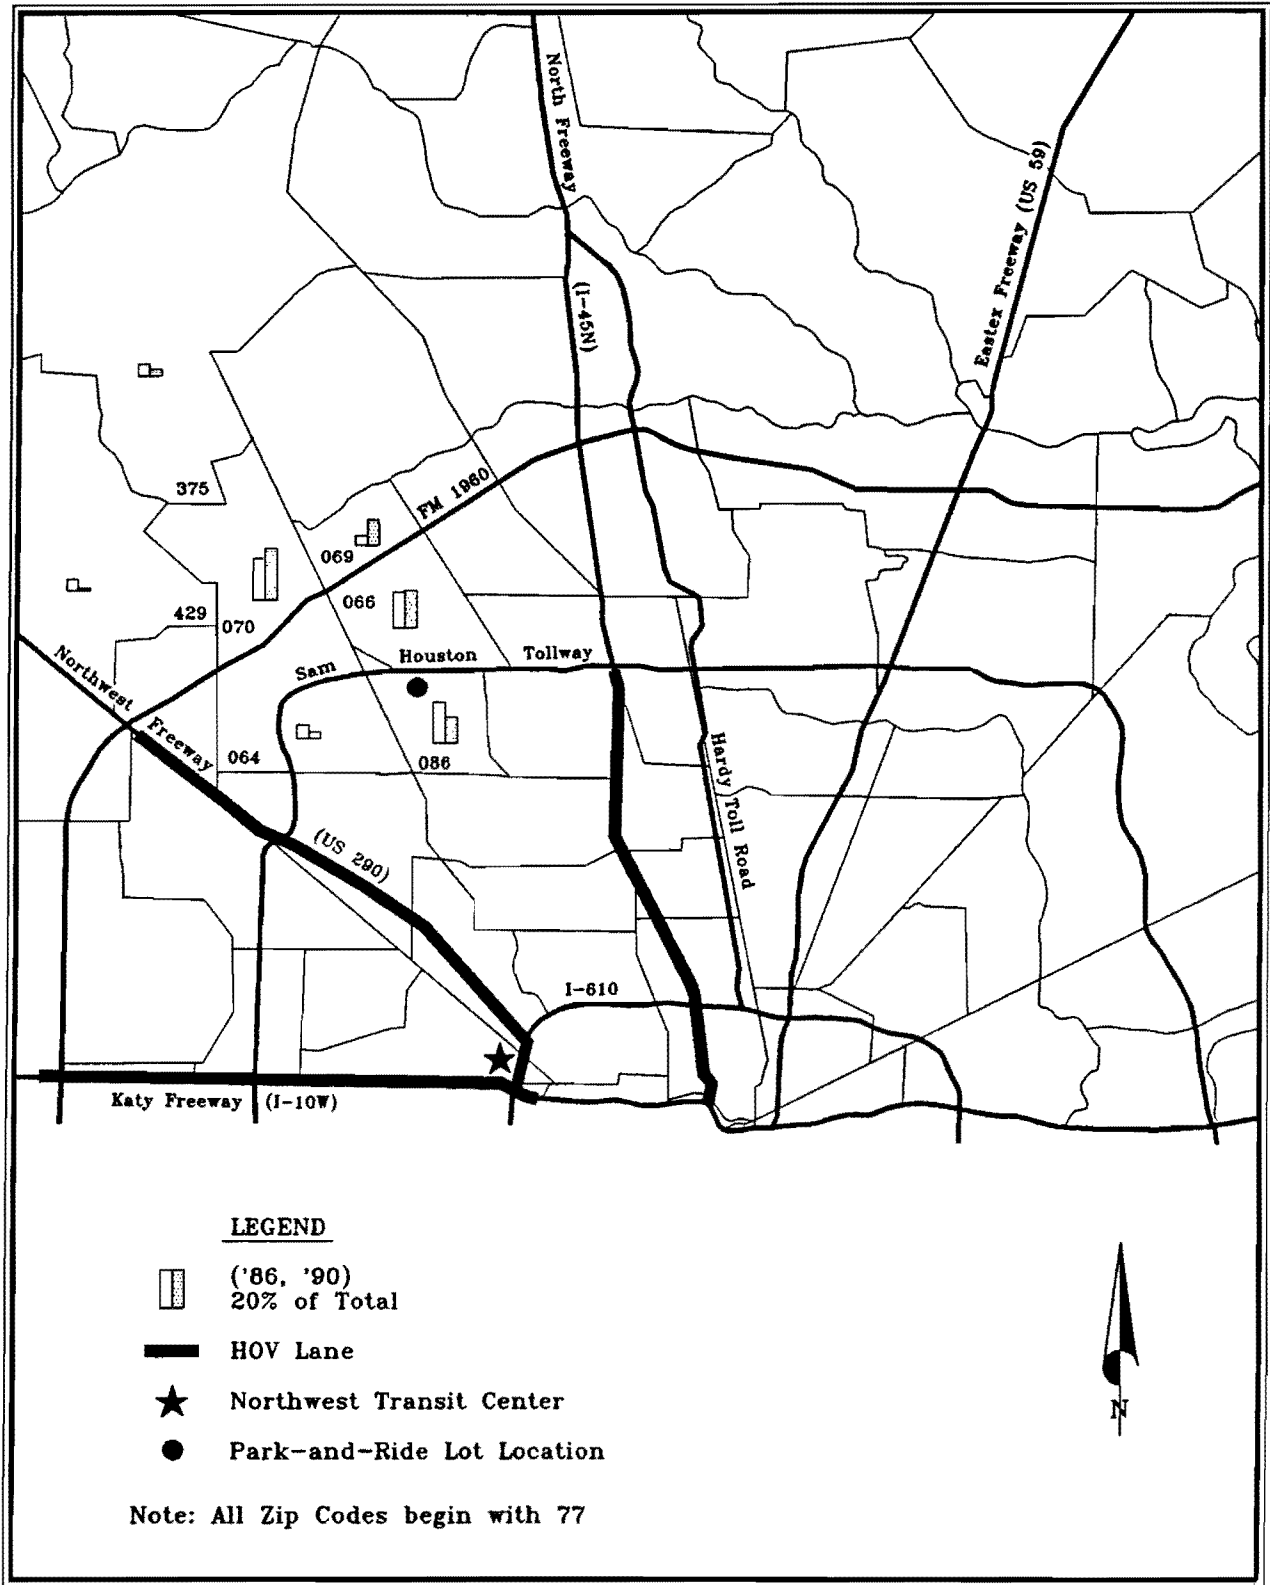 North Freeway
Eastex Freeway (US 59)
(I-45N)
375
FM 1960
069
066
429
070
Northwest Freeway
Sam Houston Tollway
064
086
Hardy Toll Road
(US 290)
I-610
Katy Freeway (I-10W)
LEGEND
('86, '90)
20% of Total
HOV Lane
Northwest Transit Center
Park-and-Ride Lot Location
N
Note: All Zip Codes begin with 77